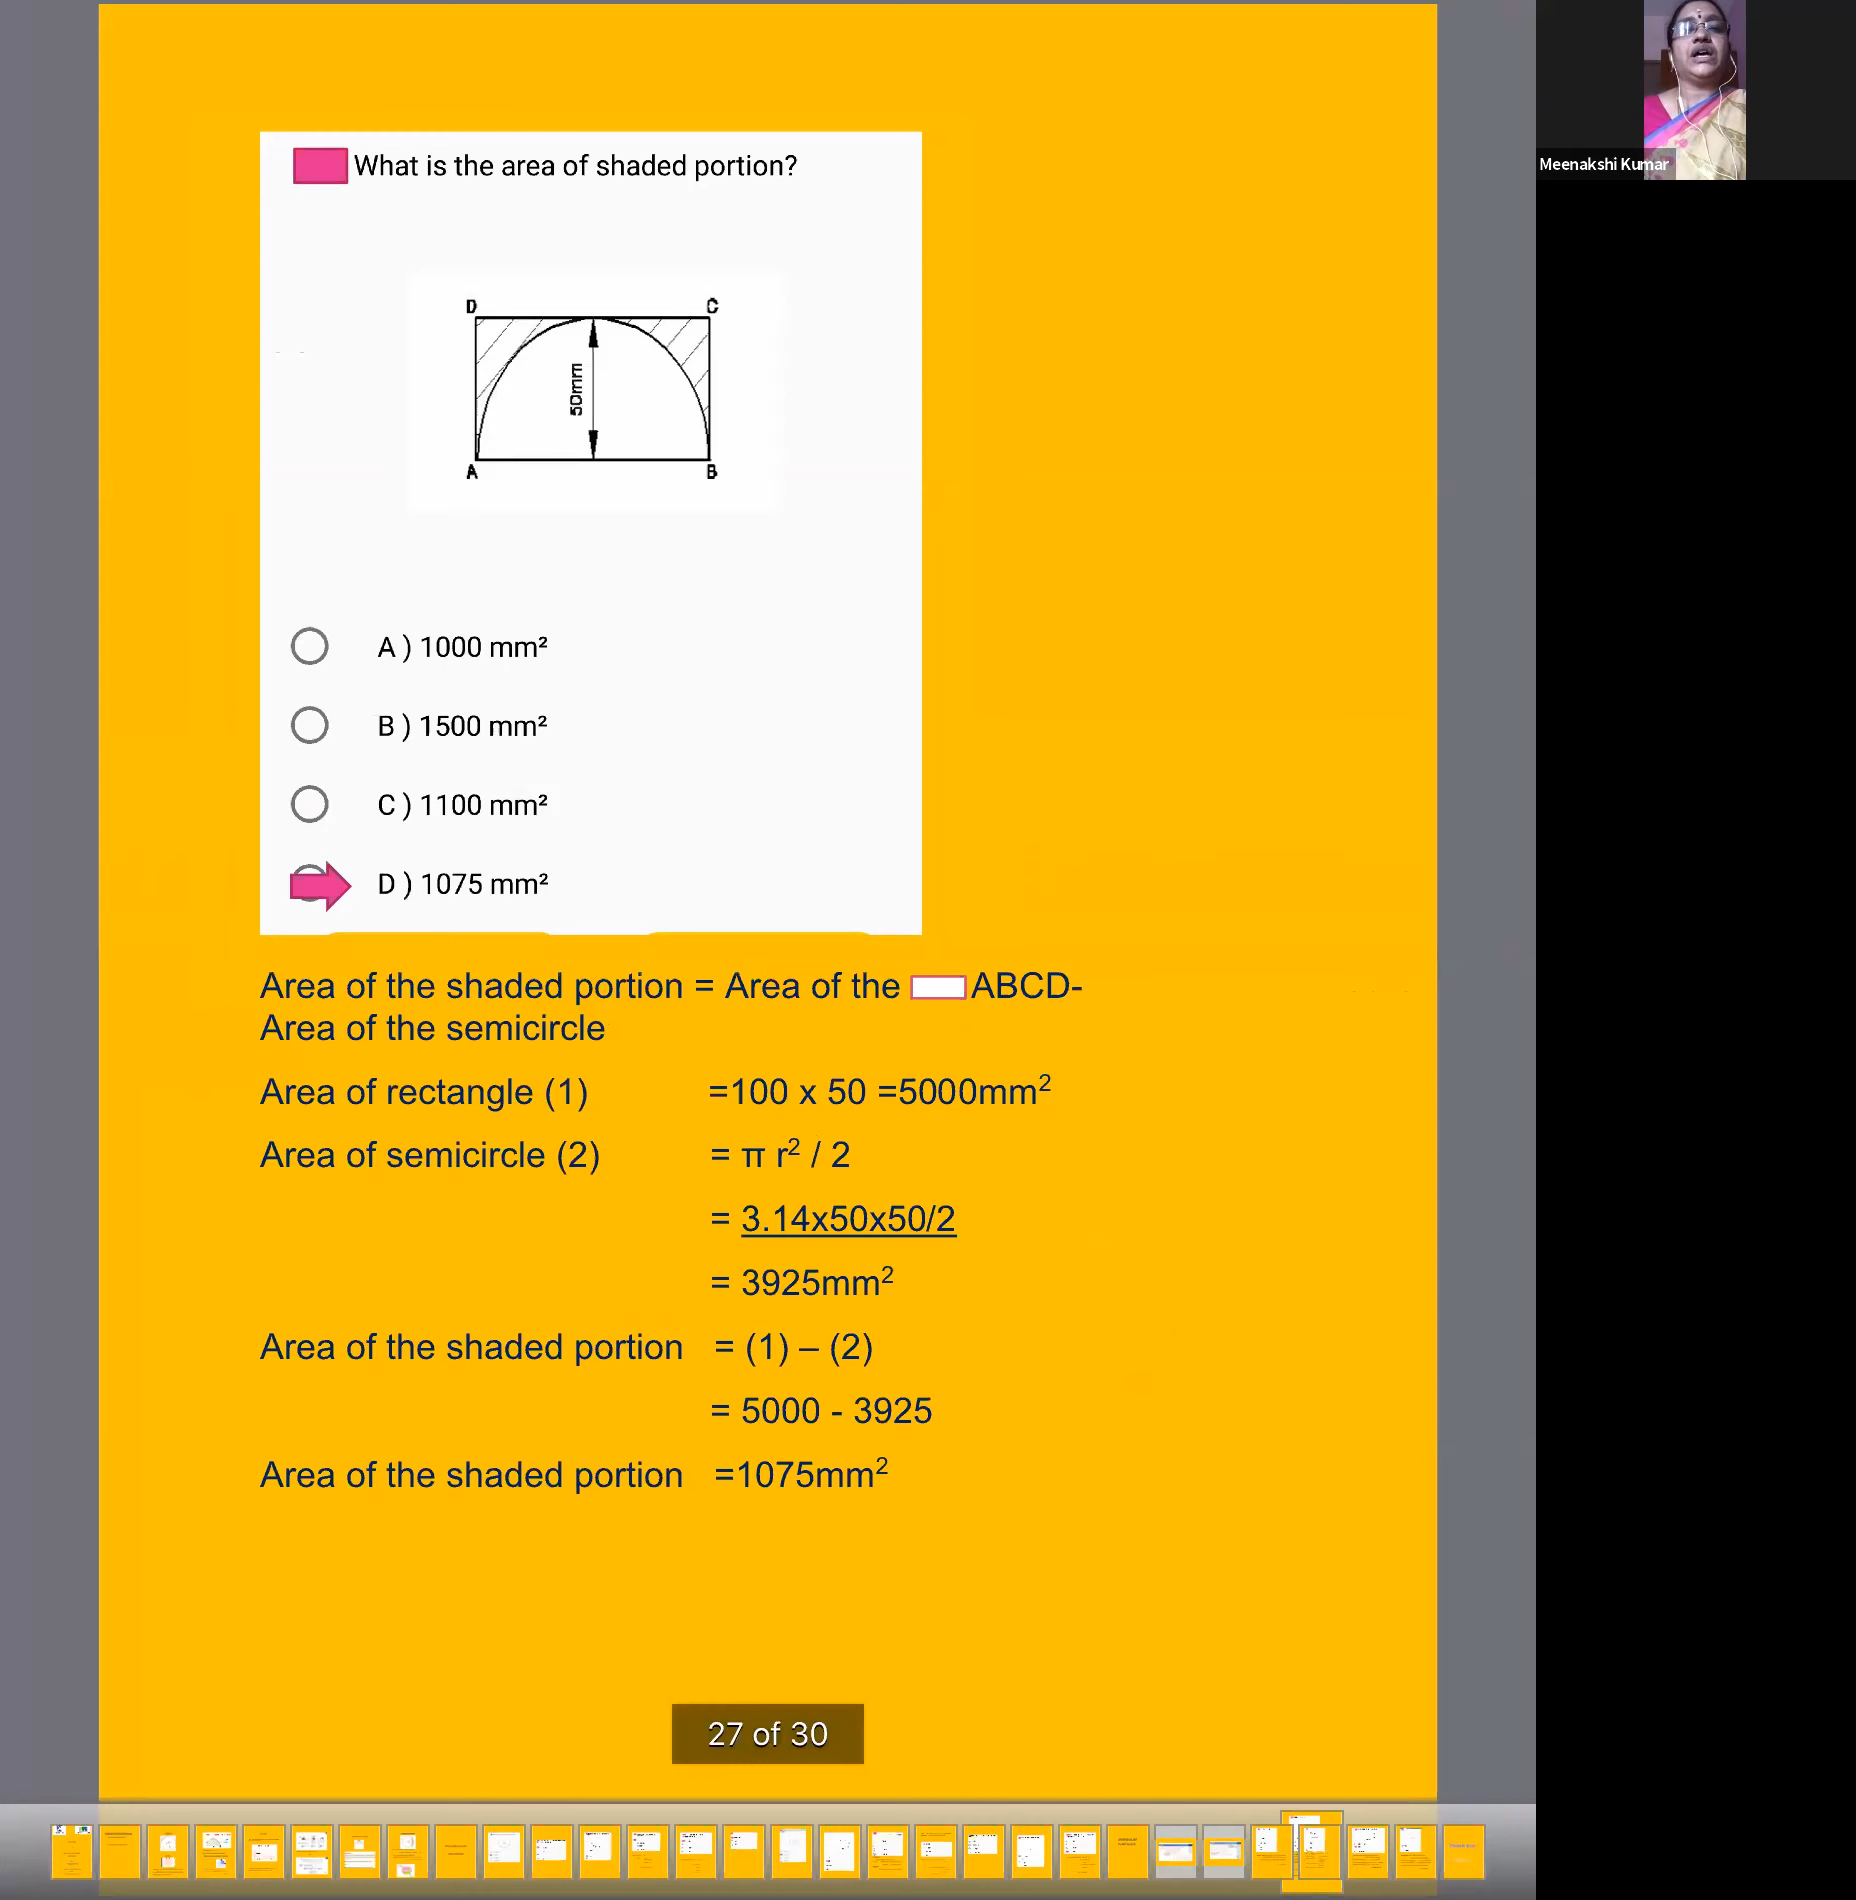 What is the area of shaded portion?
D
C
50mm
A
B
A ) 1000 mm²
B ) 1500 mm²
C ) 1100 mm²
D ) 1075 mm²
Area of the shaded portion = Area of the ABCD-
Area of the semicircle
Area of rectangle (1) =100 x 50 =5000mm²
Area of semicircle (2) = π r² / 2
= 3.14x50x50/2
= 3925mm²
Area of the shaded portion = (1) – (2)
= 5000 - 3925
Area of the shaded portion =1075mm²
27 of 30
Meenakshi Kumar